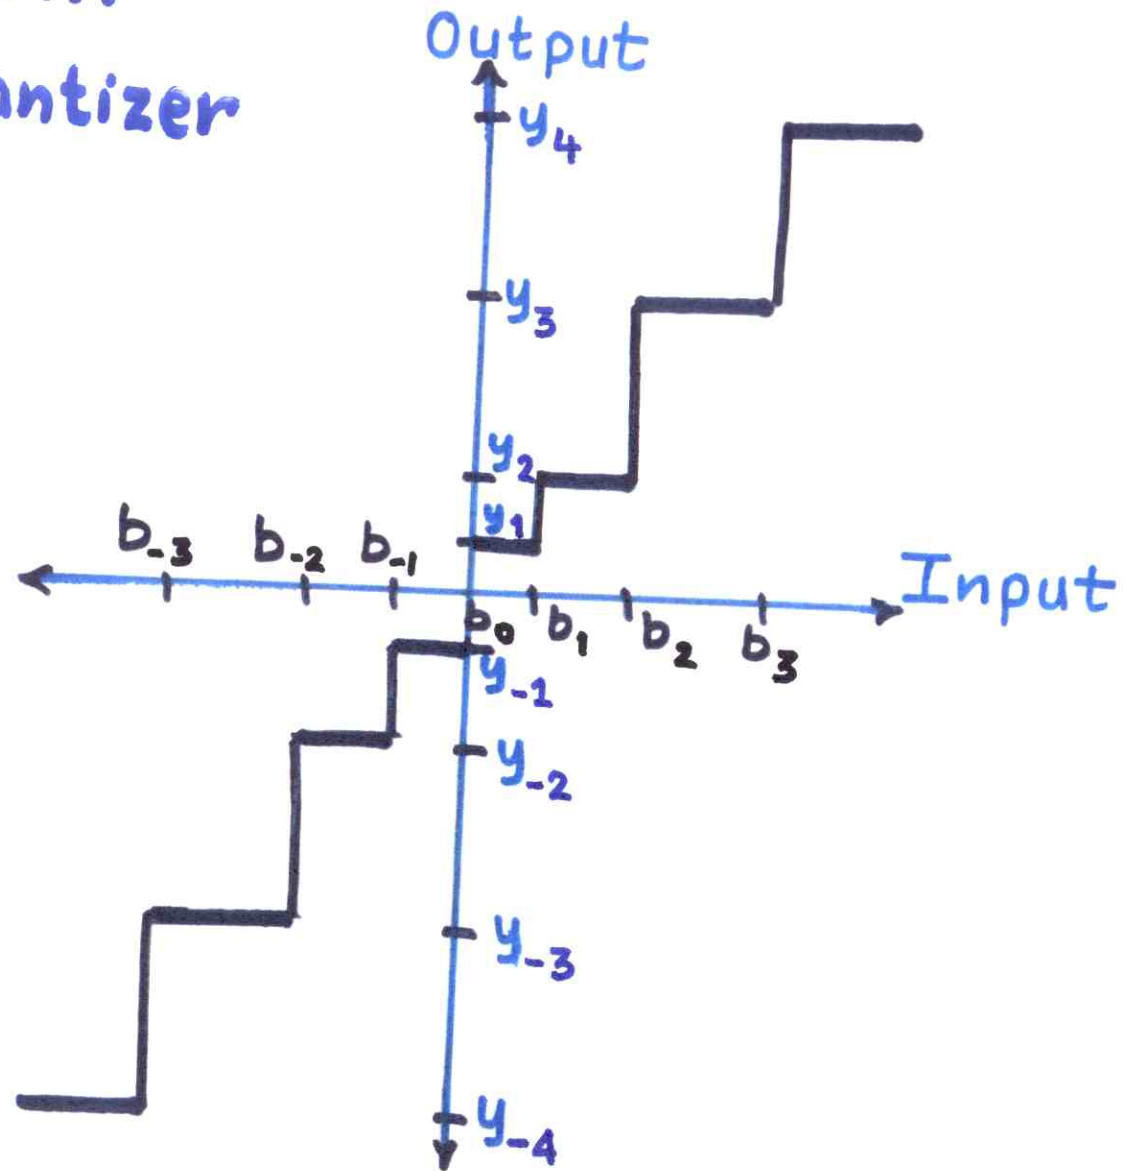 Output
antizer
y₄
y₃
y₂
y₁
b₋₃ b₋₂ b₋₁
Input
b₀ b₁ b₂ b₃
y₋₁
y₋₂
y₋₃
y₋₄